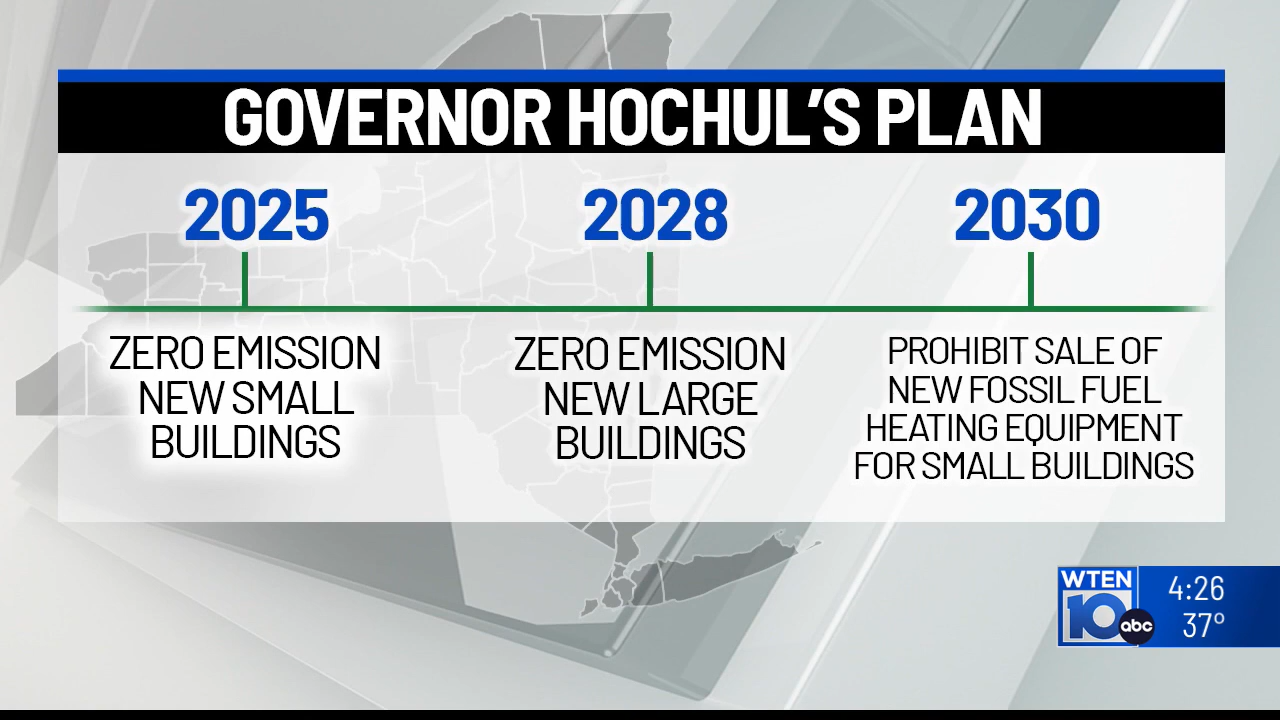 GOVERNOR HOCHUL'S PLAN
2025
2028
2030
ZERO EMISSION
NEW SMALL
BUILDINGS
ZERO EMISSION
NEW LARGE
BUILDINGS
PROHIBIT SALE OF
NEW FOSSIL FUEL
HEATING EQUIPMENT
FOR SMALL BUILDINGS
WTEN
10
abc
4:26
37°